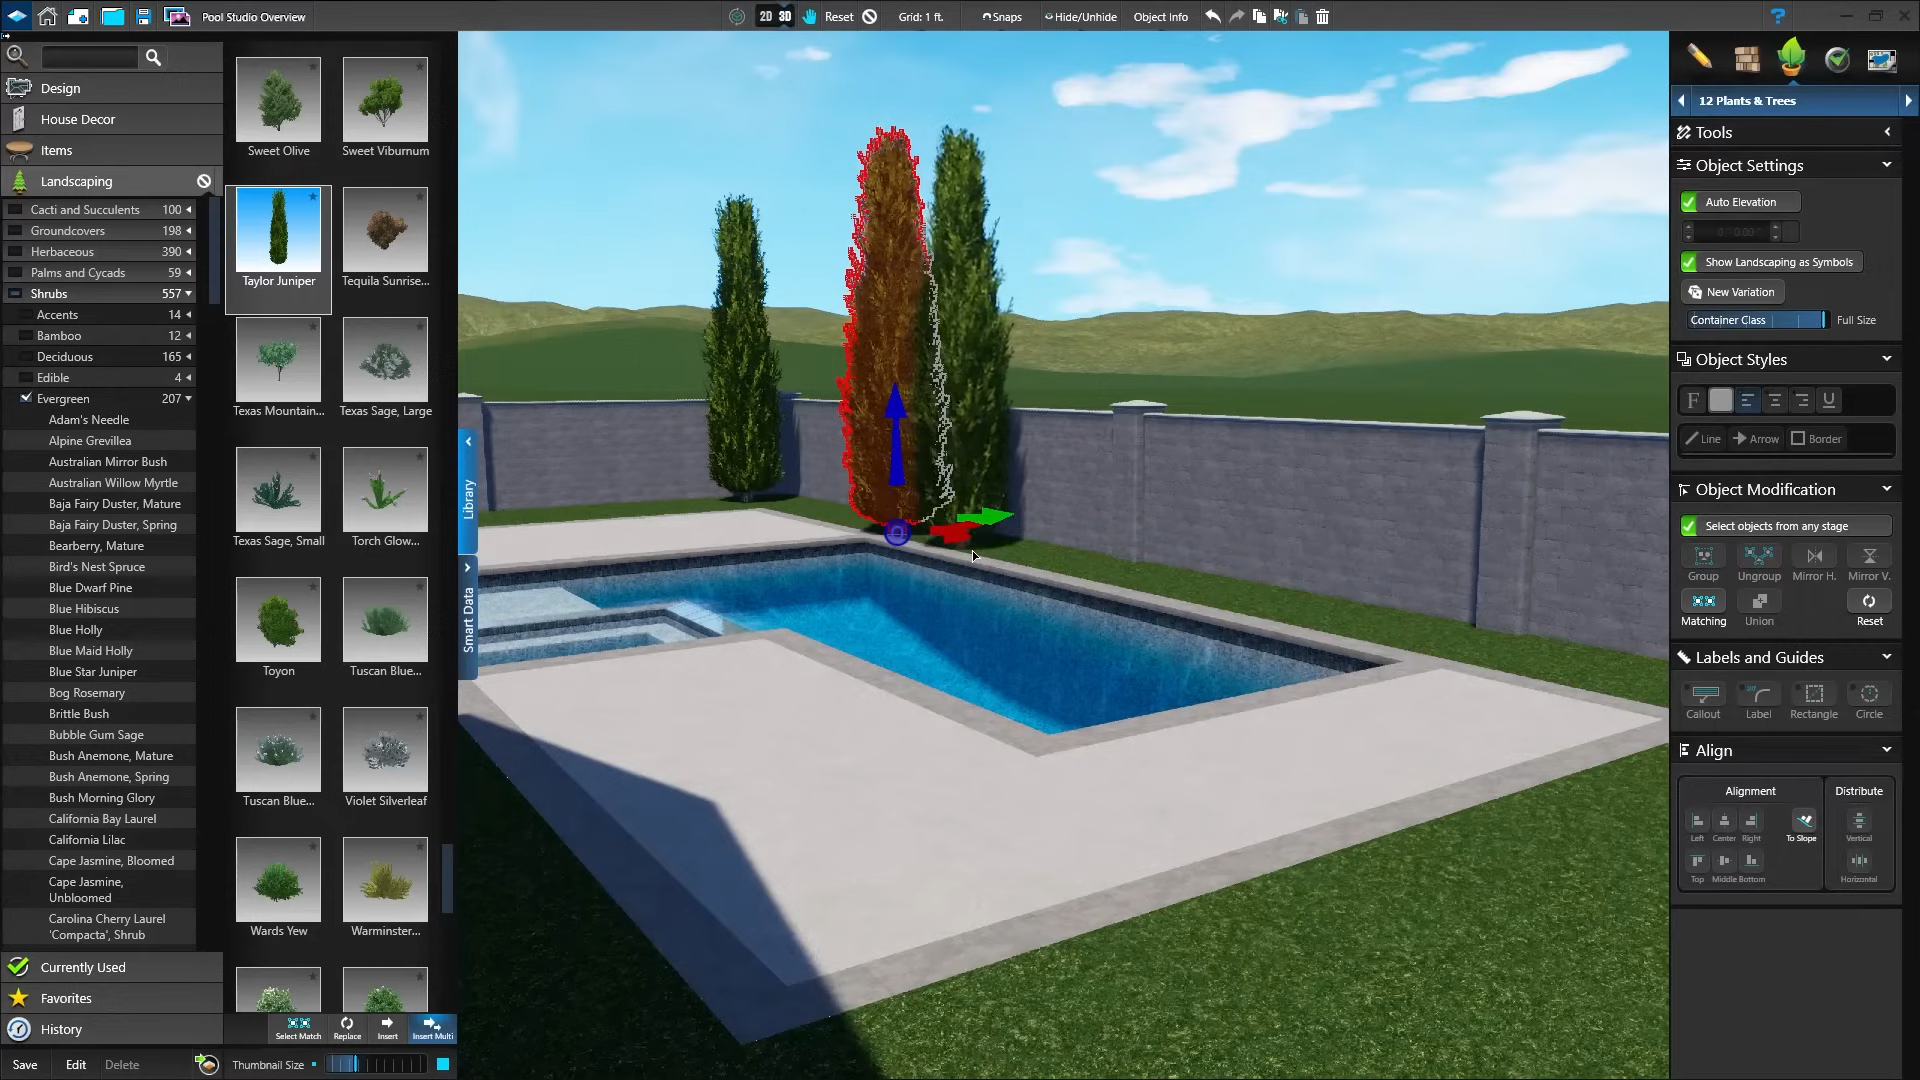 Pool Studio Overview
2D 3D
Reset
Grid: 1 ft.
Snaps
Hide/Unhide
Object Info
?
Design
House Decor
Items
Landscaping
Cacti and Succulents 100
Groundcovers 198
Herbaceous 390
Palms and Cycads 59
Shrubs 557
Accents 14
Bamboo 12
Deciduous 165
Edible 4
Evergreen 207
Adam's Needle
Alpine Grevillea
Australian Mirror Bush
Australian Willow Myrtle
Baja Fairy Duster, Mature
Baja Fairy Duster, Spring
Bearberry, Mature
Bird's Nest Spruce
Blue Dwarf Pine
Blue Hibiscus
Blue Holly
Blue Maid Holly
Blue Star Juniper
Bog Rosemary
Brittle Bush
Bubble Gum Sage
Bush Anemone, Mature
Bush Anemone, Spring
Bush Morning Glory
California Bay Laurel
California Lilac
Cape Jasmine, Bloomed
Cape Jasmine,
Unbloomed
Carolina Cherry Laurel
'Compacta', Shrub
Currently Used
Favorites
History
Save
Edit
Delete
Sweet Olive
Sweet Viburnum
Taylor Juniper
Tequila Sunrise...
Texas Mountain...
Texas Sage, Large
Texas Sage, Small
Torch Glow...
Toyon
Tuscan Blue...
Tuscan Blue...
Violet Silverleaf
Wards Yew
Warminster...
Select Match
Replace
Insert
Insert Multi
Thumbnail Size
Library
Smart Data
12 Plants & Trees
Tools
Object Settings
Auto Elevation
Show Landscaping as Symbols
New Variation
Container Class
Full Size
Object Styles
F
U
Line
Arrow
Border
Object Modification
Select objects from any stage
Group
Ungroup
Mirror H.
Mirror V.
Matching
Union
Reset
Labels and Guides
Callout
Label
Rectangle
Circle
Align
Alignment
Distribute
Left
Center
Right
To Slope
Vertical
Top
Middle
Bottom
Horizontal